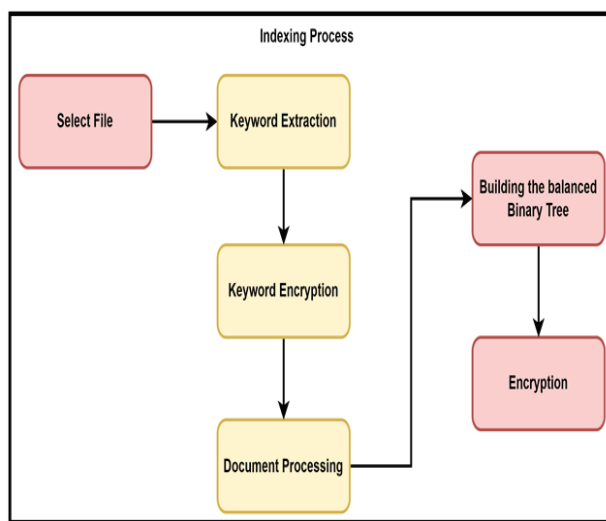 Indexing Process
Select File
Keyword Extraction
Keyword Encryption
Document Processing
Building the balanced
Binary Tree
Encryption